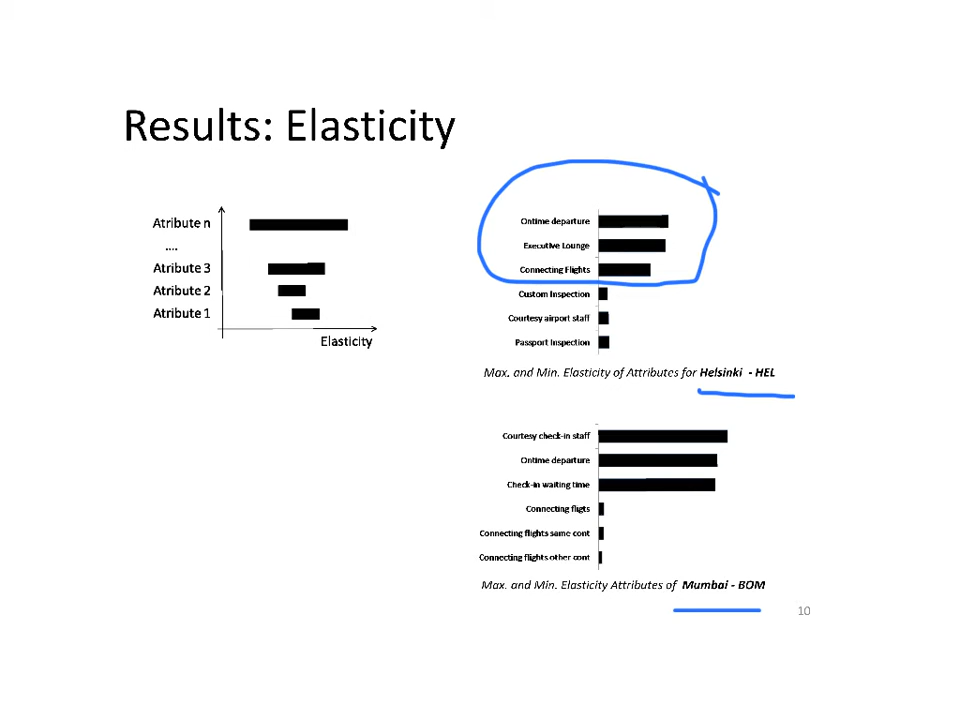 Results: Elasticity
Atribute n
....
Atribute 3
Atribute 2
Atribute 1
Elasticity
Ontime departure
Executive Lounge
Connecting Flights
Custom Inspection
Courtesy airport staff
Passport Inspection
Max. and Min. Elasticity of Attributes for Helsinki - HEL
Courtesy check-in staff
Ontime departure
Check-in waiting time
Connecting fligts
Connecting flights same cont
Connecting flights other cont
Max. and Min. Elasticity Attributes of Mumbai - BOM
10